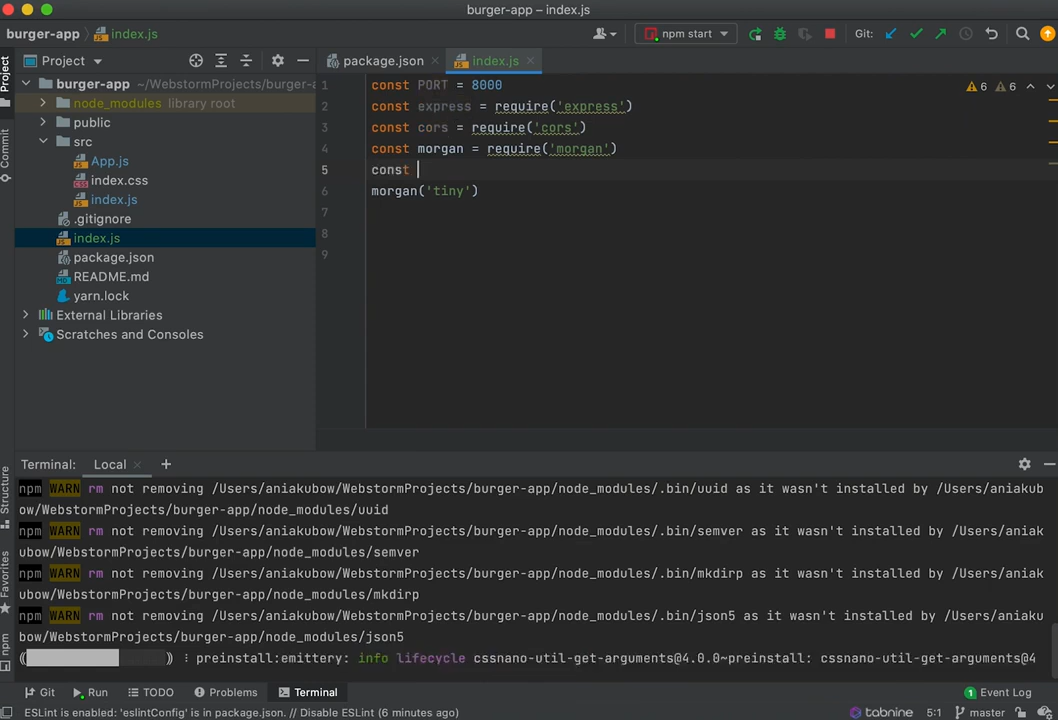 burger-app – index.js
burger-app
index.js
npm start
Git:
Project
package.json
index.js
burger-app ~/WebstormProjects/burger-a
node_modules library root
public
src
App.js
index.css
index.js
.gitignore
index.js
package.json
README.md
yarn.lock
External Libraries
Scratches and Consoles
Project
Commit
Structure
Favorites
npm
6 6
1 const PORT = 8000
2 const express = require('express')
3 const cors = require('cors')
4 const morgan = require('morgan')
5 const
6 morgan('tiny')
7
8
9
Terminal: Local
npm WARN rm not removing /Users/aniakubow/WebstormProjects/burger-app/node_modules/.bin/uuid as it wasn't installed by /Users/aniakub
ow/WebstormProjects/burger-app/node_modules/uuid
npm WARN rm not removing /Users/aniakubow/WebstormProjects/burger-app/node_modules/.bin/semver as it wasn't installed by /Users/ania
kubow/WebstormProjects/burger-app/node_modules/semver
npm WARN rm not removing /Users/aniakubow/WebstormProjects/burger-app/node_modules/.bin/mkdirp as it wasn't installed by /Users/aniak
ubow/WebstormProjects/burger-app/node_modules/mkdirp
npm WARN rm not removing /Users/aniakubow/WebstormProjects/burger-app/node_modules/.bin/json5 as it wasn't installed by /Users/aniaku
bow/WebstormProjects/burger-app/node_modules/json5
( ) ⠸ preinstall:emittery: info lifecycle cssnano-util-get-arguments@4.0.0~preinstall: cssnano-util-get-arguments@4
Git Run TODO Problems Terminal
1 Event Log
ESLint is enabled: 'eslintConfig' is in package.json. // Disable ESLint (6 minutes ago)
tabnine 5:1 master